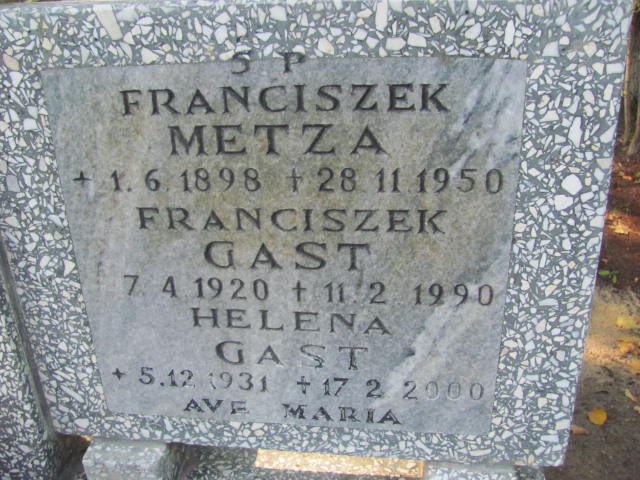 S P
FRANCISZEK
METZA
+ 1.6.1898 † 28.11.1950
FRANCISZEK
GAST
7.4.1920 † 11.2.1990
HELENA
GAST
+ 5.12.1931 † 17.2.2000
AVE MARIA